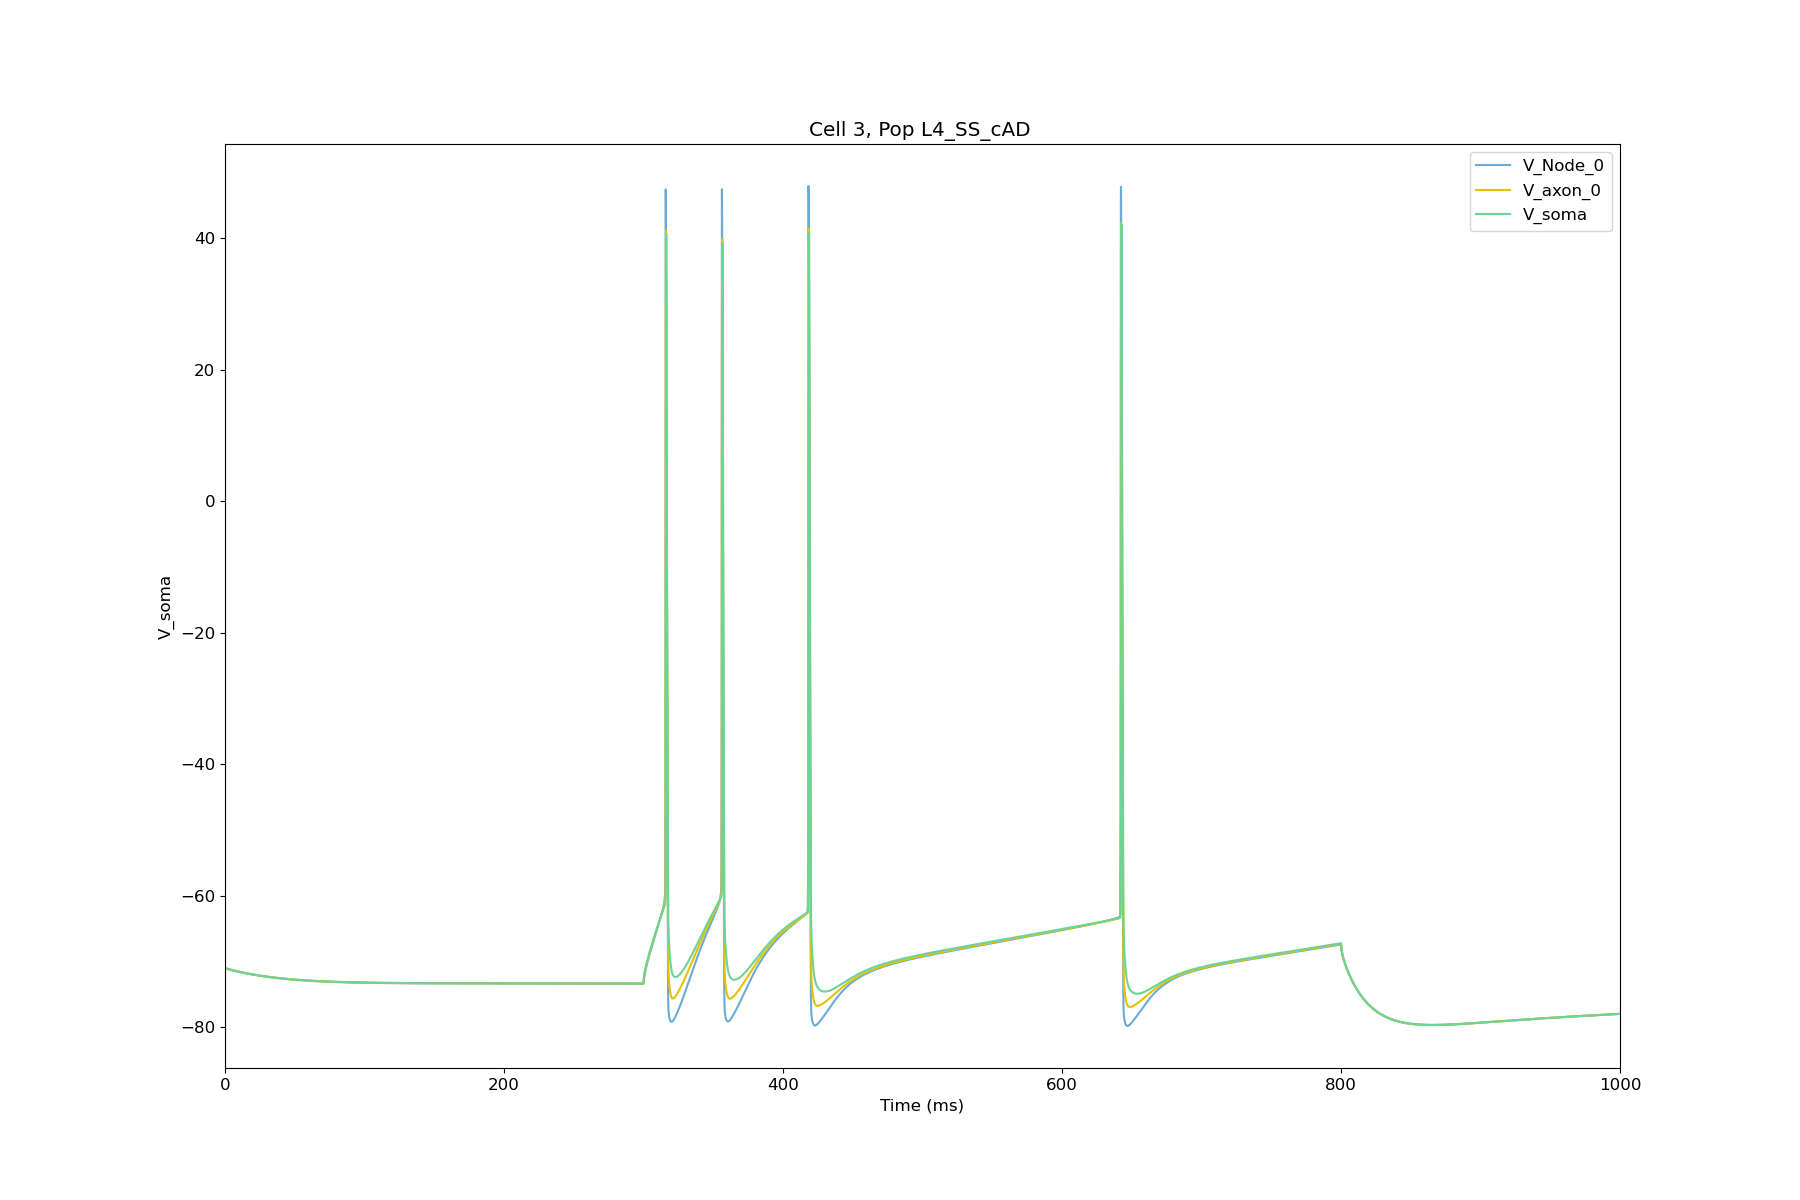 Cell 3, Pop L4_SS_cAD
V_Node_0
V_axon_0
V_soma
40
20
0
−20
−40
−60
−80
V_soma
0 200 400 600 800 1000
Time (ms)